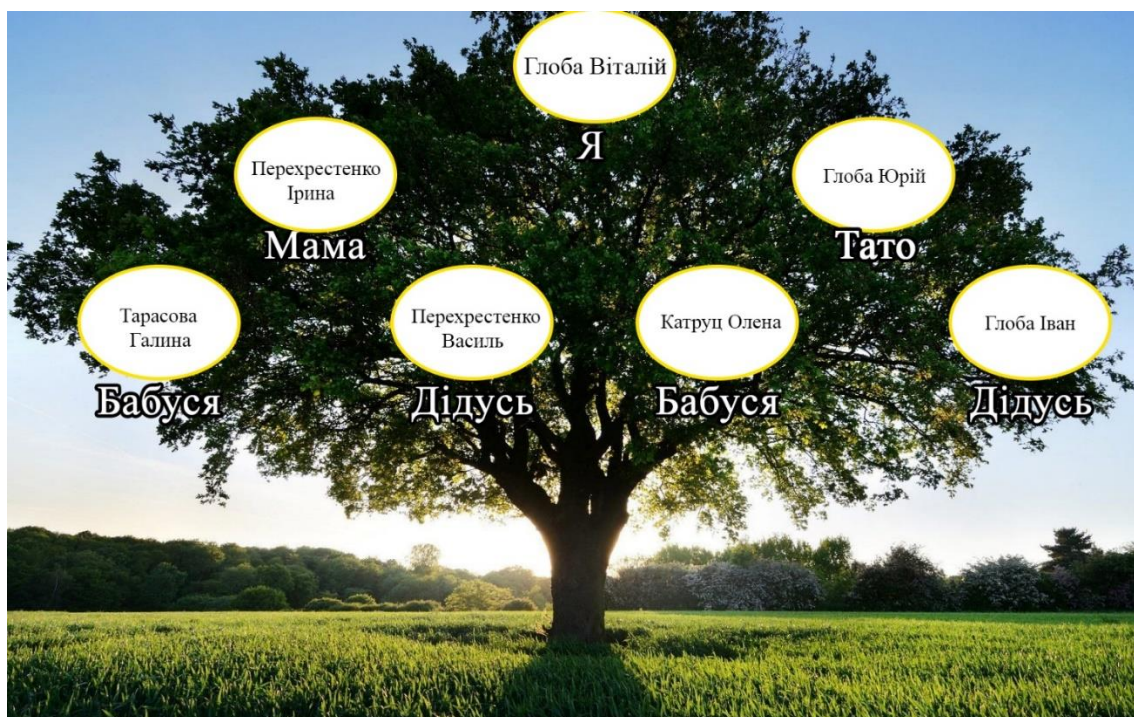 Глоба Віталій
Я
Перехрестенко
Ірина
Мама
Глоба Юрій
Тато
Тарасова
Галина
Бабуся
Перехрестенко
Василь
Дідусь
Катруц Олена
Бабуся
Глоба Іван
Дідусь